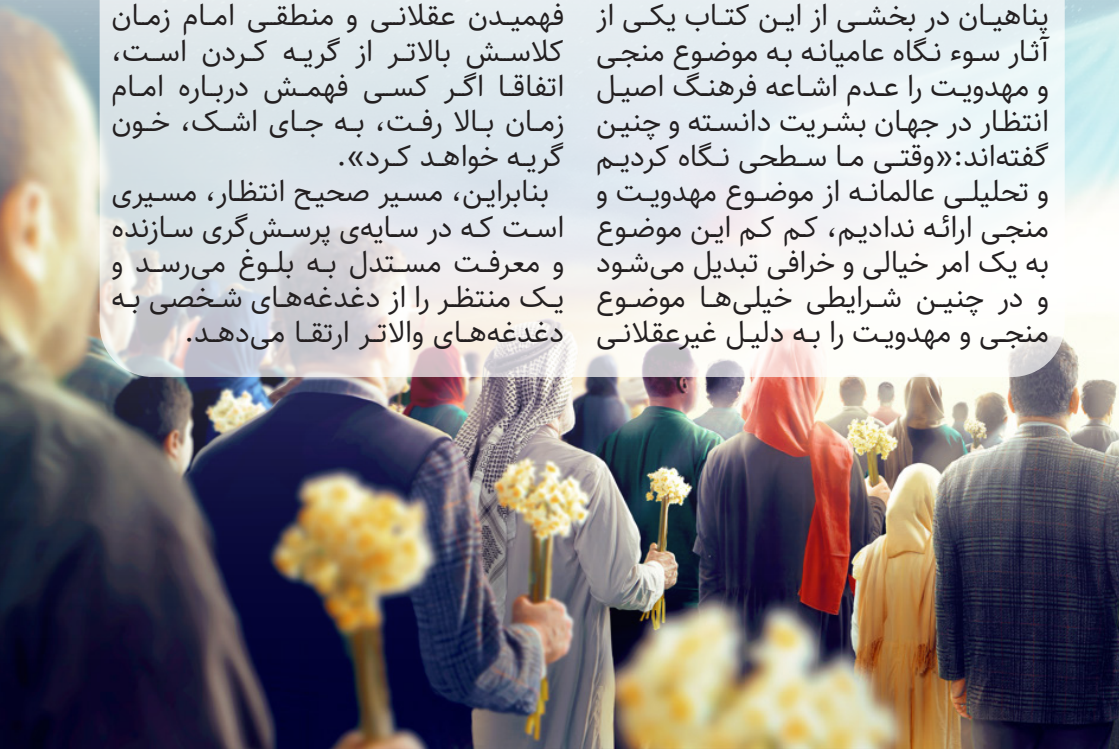 پناهیان در بخشی از این کتاب یکی از
آثار سوء نگاه عامیانه به موضوع منجی
و مهدویت را عدم اشاعه فرهنگ اصیل
انتظار در جهان بشریت دانسته و چنین
گفته‌اند:«وقتی ما سطحی نگاه کردیم
و تحلیلی عالمانه از موضوع مهدویت و
منجی ارائه ندادیم، کم کم این موضوع
به یک امر خیالی و خرافی تبدیل می‌شود
و در چنین شرایطی خیلی‌ها موضوع
منجی و مهدویت را به دلیل غیرعقلانی
فهمیدن عقلانی و منطقی امام زمان
کلاسش بالاتر از گریه کردن است،
اتفاقا اگر کسی فهمش درباره امام
زمان بالا رفت، به جای اشک، خون
گریه خواهد کرد».
بنابراین، مسیر صحیح انتظار، مسیری
است که در سایه‌ی پرسش‌گری سازنده
و معرفت مستدل به بلوغ می‌رسد و
یک منتظر را از دغدغه‌های شخصی به
دغدغه‌های والاتر ارتقا می‌دهد.